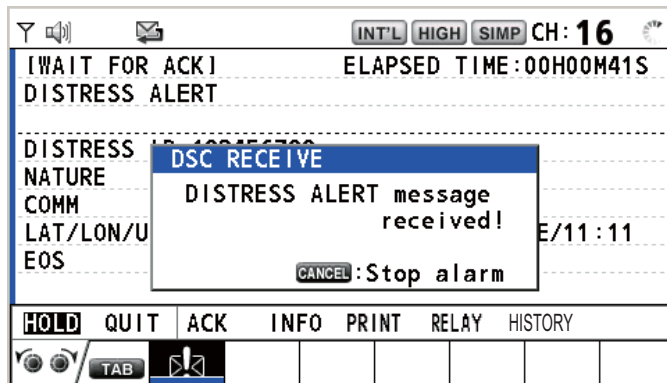 INT'L HIGH SIMP CH: 16
[WAIT FOR ACK] ELAPSED TIME:00H00M41S
DISTRESS ALERT
DISTRESS
NATURE
COMM
LAT/LON/U E/11:11
EOS
DSC RECEIVE
DISTRESS ALERT message
received!
CANCEL:Stop alarm
HOLD QUIT ACK INFO PRINT RELAY HISTORY
TAB